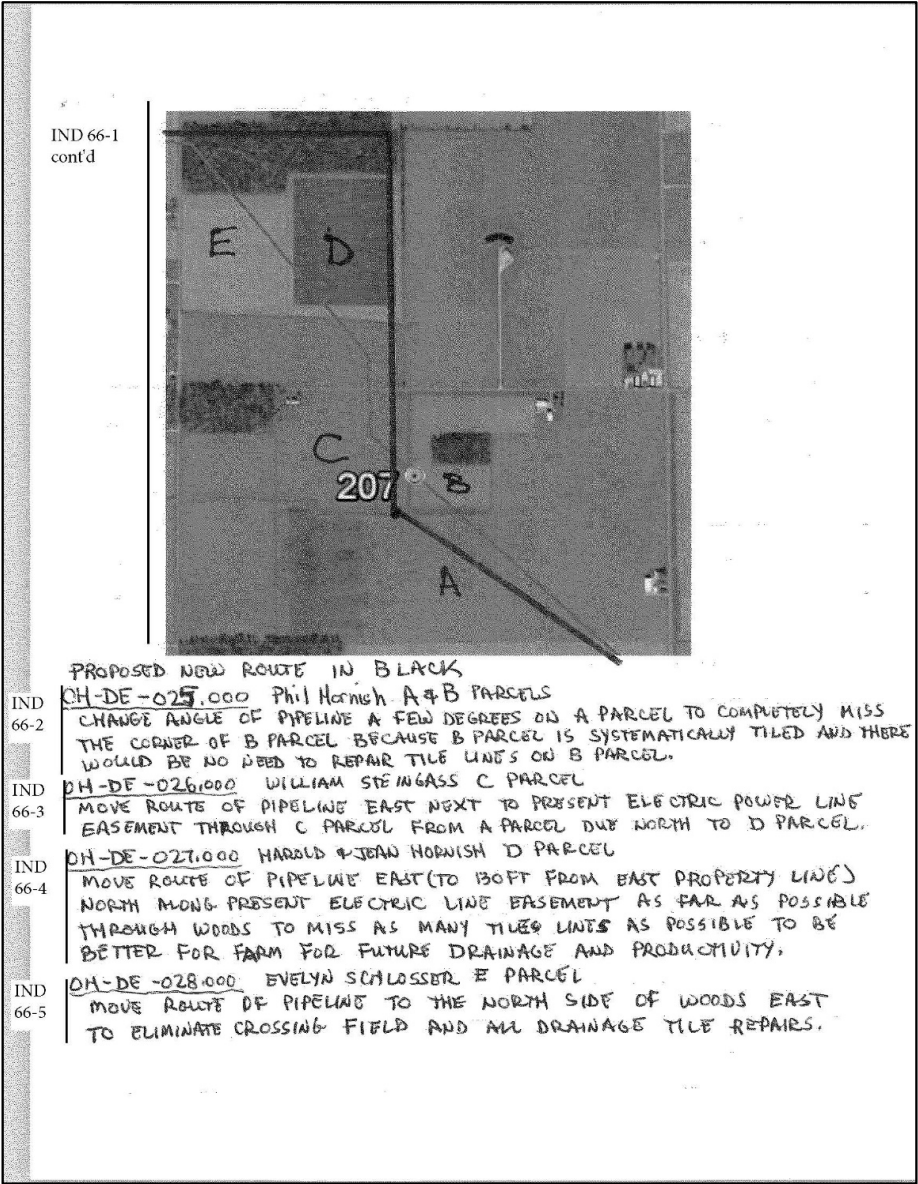 IND 66-1
cont'd
E
D
C
207
B
A
PROPOSED NEW ROUTE IN BLACK
IND
66-2
OH-DE-025.000 Phil Hornish A & B PARCELS
CHANGE ANGLE OF PIPELINE A FEW DEGREES ON A PARCEL TO COMPLETELY MISS
THE CORNER OF B PARCEL BECAUSE B PARCEL IS SYSTEMATICALLY TILED AND THERE
WOULD BE NO NEED TO REPAIR TILE LINES ON B PARCEL.
IND
66-3
OH-DE-026.000 WILLIAM STEINGASS C PARCEL
MOVE ROUTE OF PIPELINE EAST NEXT TO PRESENT ELECTRIC POWER LINE
EASEMENT THROUGH C PARCEL FROM A PARCEL DUE NORTH TO D PARCEL.
IND
66-4
OH-DE-027.000 HAROLD & JEAN HORNISH D PARCEL
MOVE ROUTE OF PIPELINE EAST (TO 130FT FROM EAST PROPERTY LINE)
NORTH ALONG PRESENT ELECTRIC LINE EASEMENT AS FAR AS POSSIBLE
THROUGH WOODS TO MISS AS MANY TILE LINES AS POSSIBLE TO BE
BETTER FOR FARM FOR FUTURE DRAINAGE AND PRODUCTIVITY.
IND
66-5
OH-DE-028.000 EVELYN SCHLOSSER E PARCEL
MOVE ROUTE OF PIPELINE TO THE NORTH SIDE OF WOODS EAST
TO ELIMINATE CROSSING FIELD AND ALL DRAINAGE TILE REPAIRS.